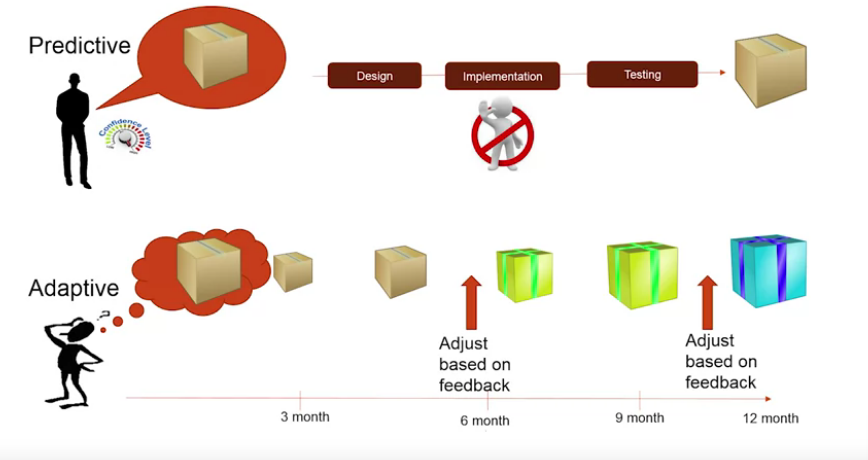 Predictive
Design
Implementation
Testing
Confidence Level
Adaptive
?
Adjust
based on
feedback
Adjust
based on
feedback
3 month
6 month
9 month
12 month